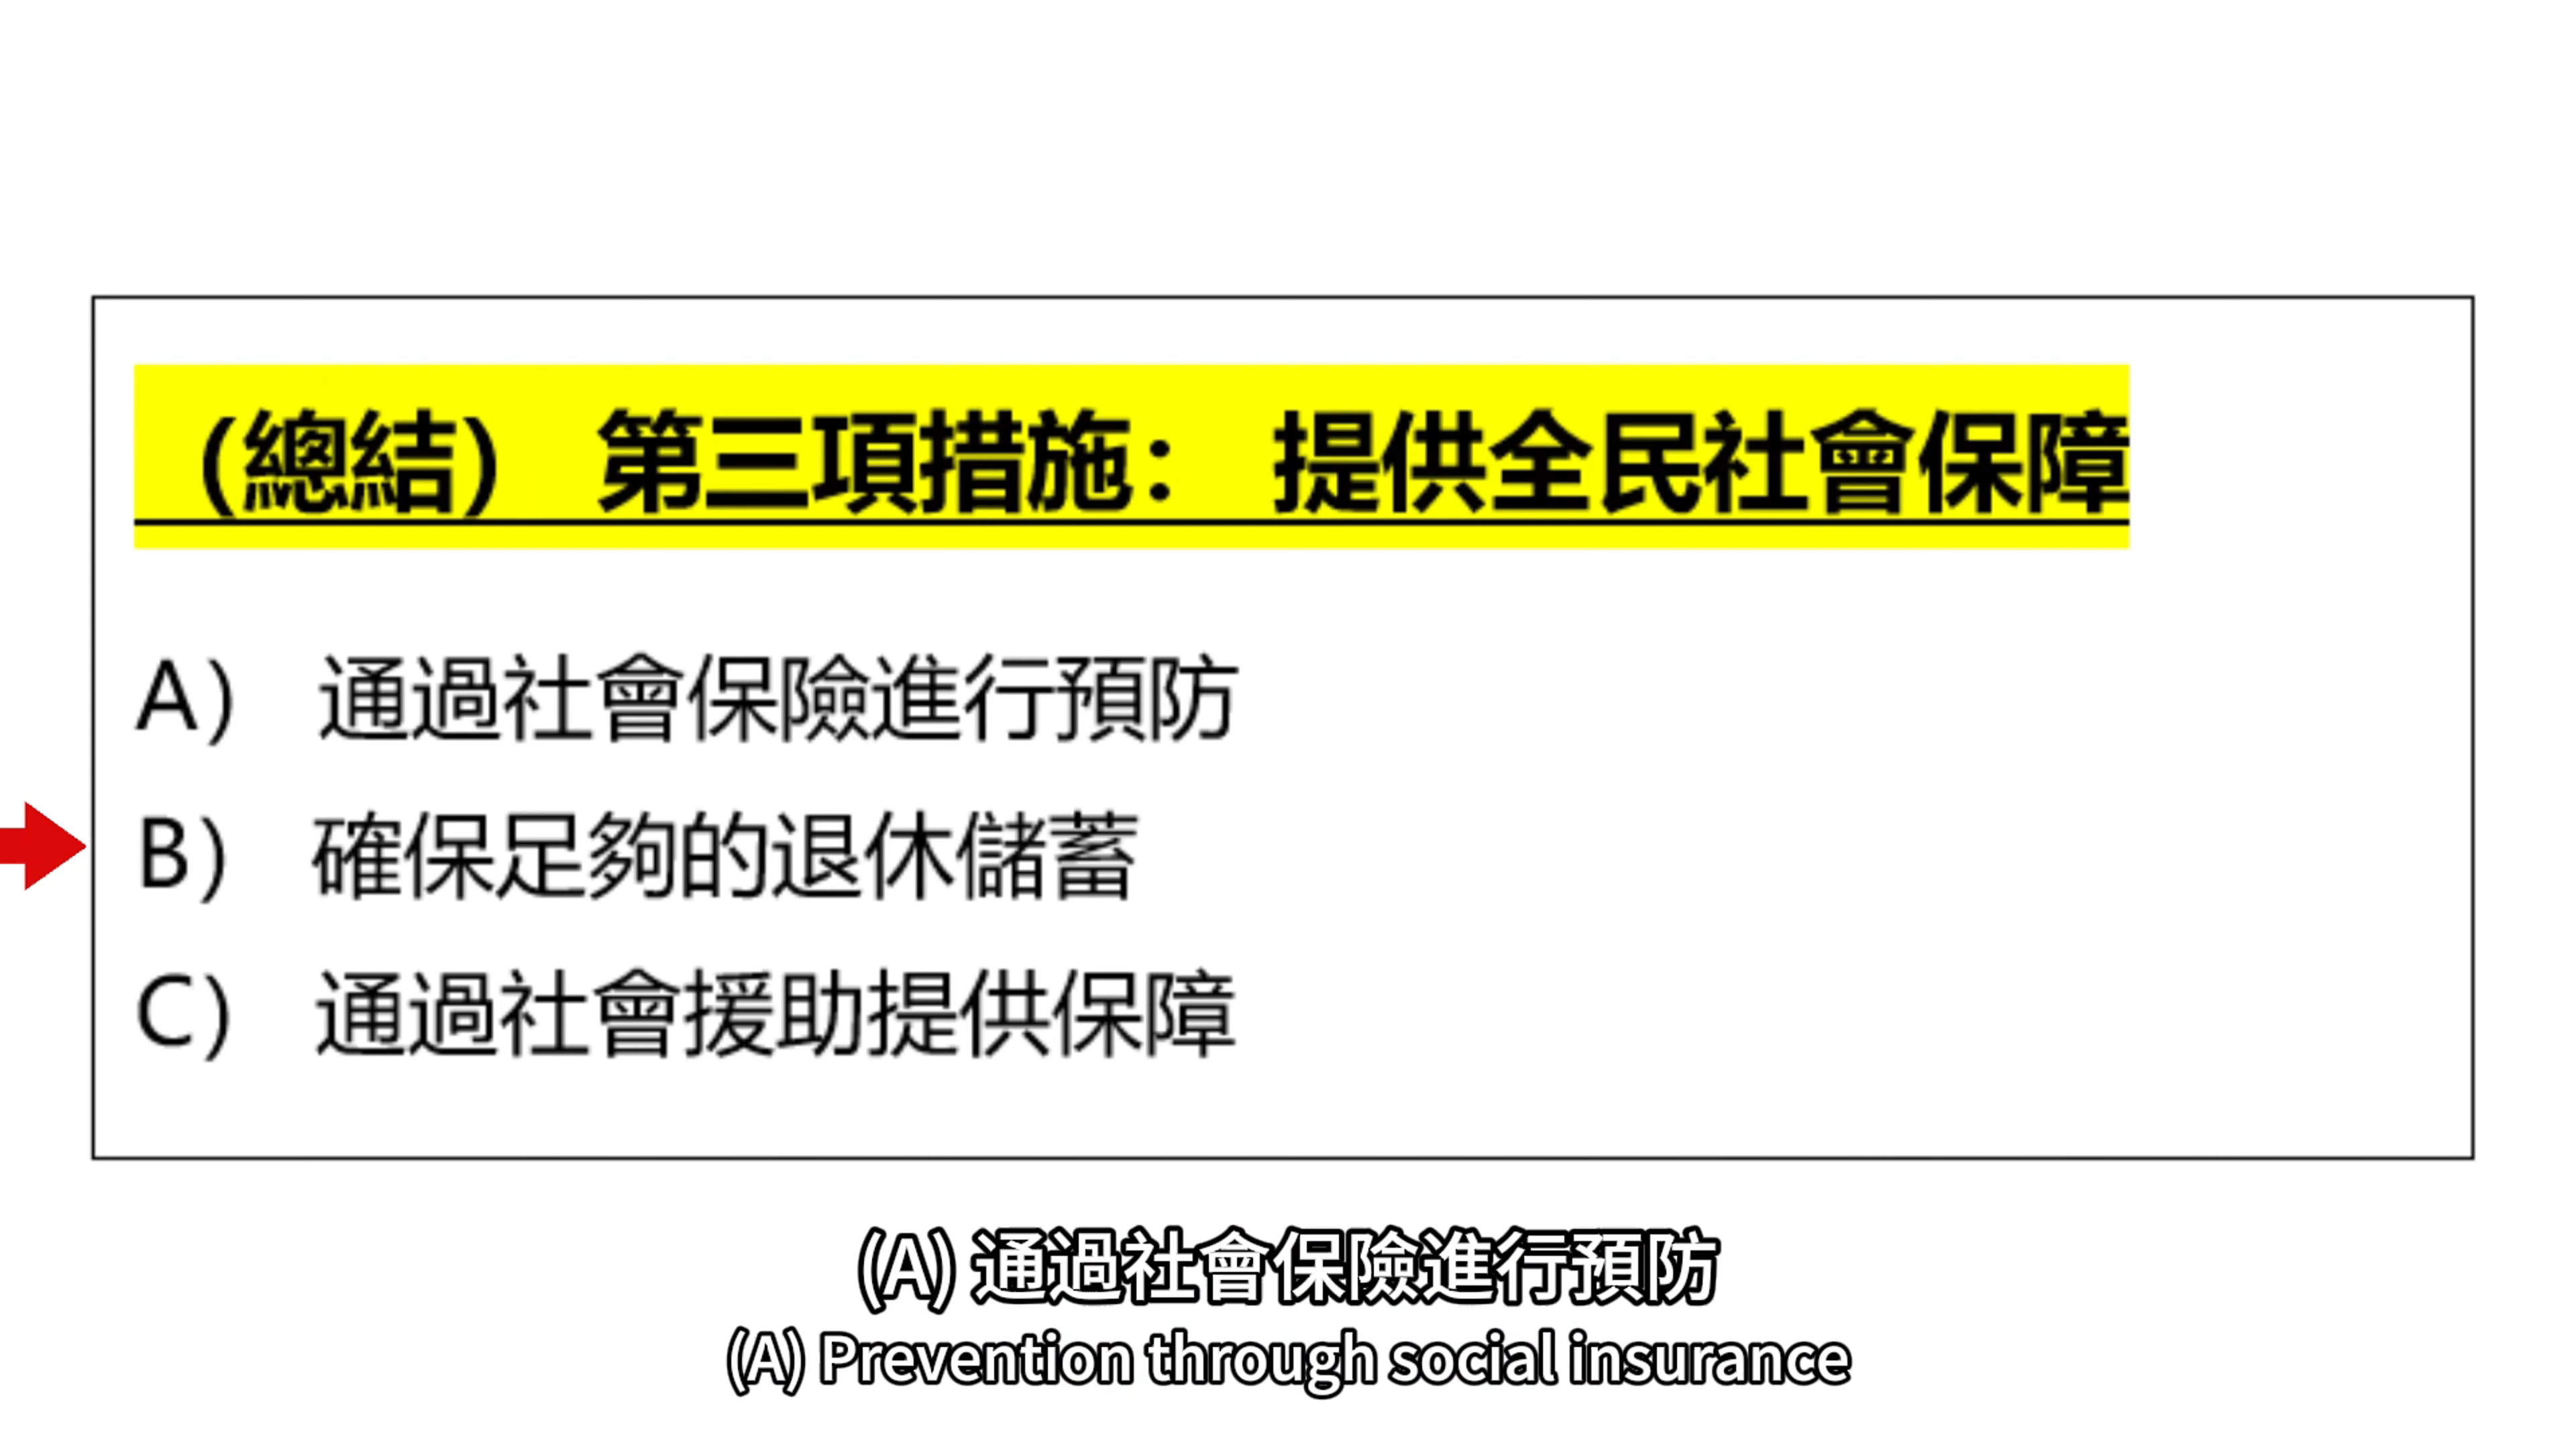 (總結) 第三項措施： 提供全民社會保障
A) 通過社會保險進行預防
B) 確保足夠的退休儲蓄
C) 通過社會援助提供保障
(A) 通過社會保險進行預防
(A) Prevention through social insurance